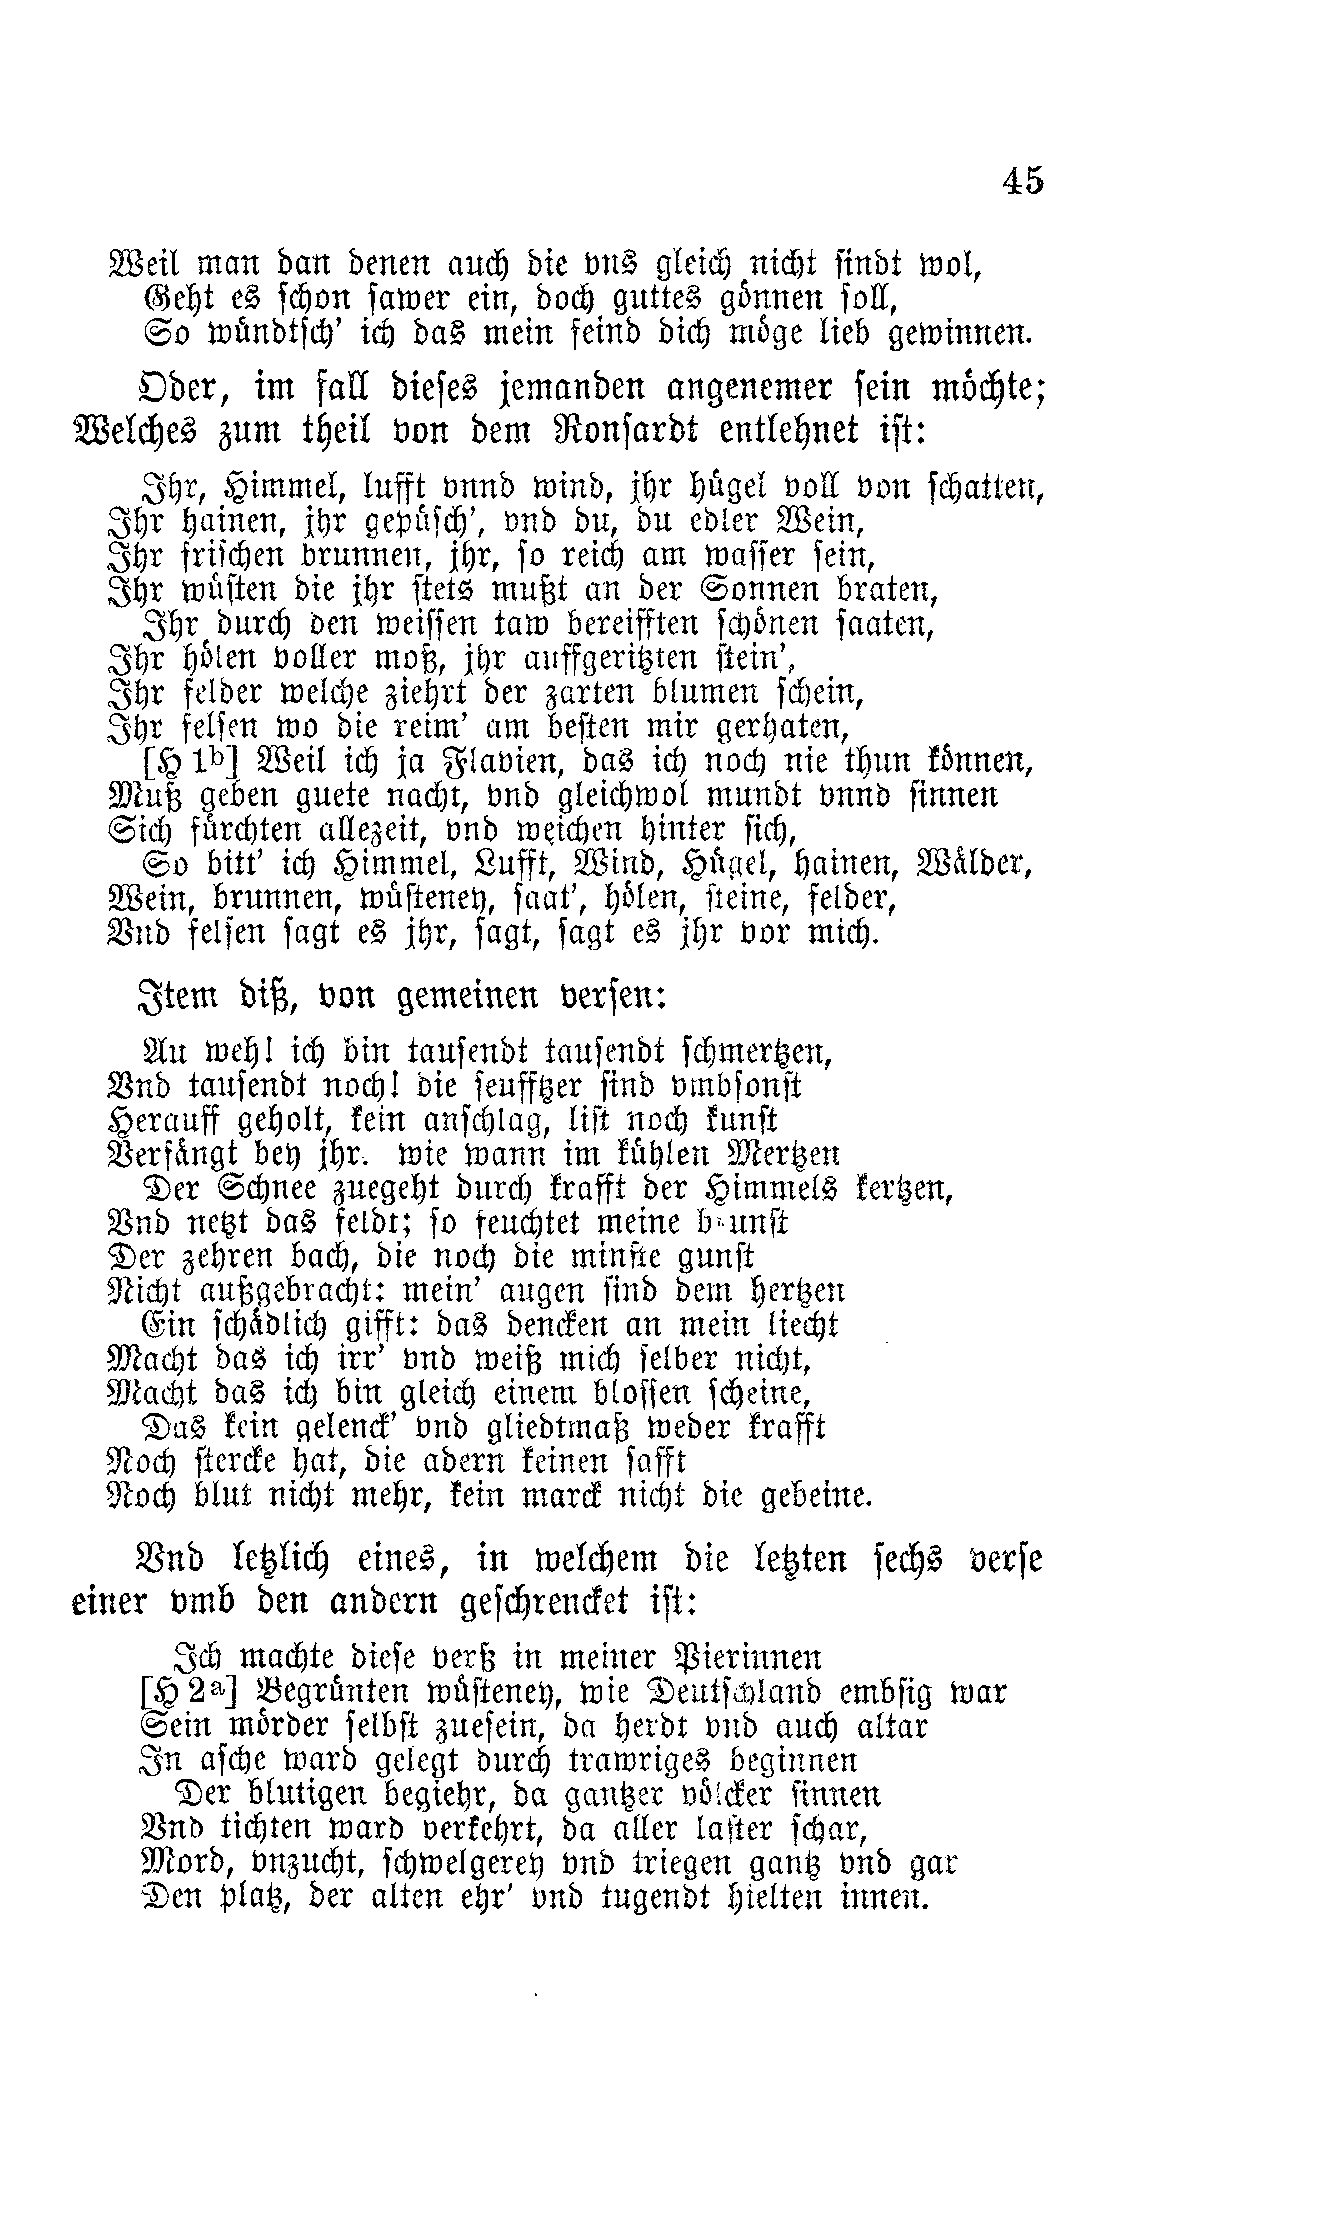 45
Weil man dan denen auch die vns gleich nicht sindt wol,
Geht es schon sawer ein, doch guttes gönnen soll,
So wündtsch' ich das mein feind dich möge lieb gewinnen.
Oder, im fall dieses jemanden angenemer sein möchte;
Welches zum theil von dem Ronsardt entlehnet ist:
Ihr, Himmel, lufft vnnd wind, jhr hügel voll von schatten,
Ihr hainen, jhr gepüsch', vnd du, du edler Wein,
Ihr frischen brunnen, jhr, so reich am wasser sein,
Ihr wüsten die jhr stets mußt an der Sonnen braten,
Ihr durch den weissen taw bereifften schönen saaten,
Ihr hölen voller moß, jhr auffgeritzten stein',
Ihr felder welche ziehrt der zarten blumen schein,
Ihr felsen wo die reim' am besten mir gerhaten,
[H 1b] Weil ich ja Flavien, das ich noch nie thun können,
Muß geben guete nacht, vnd gleichwol mundt vnnd sinnen
Sich fürchten allezeit, vnd weichen hinter sich,
So bitt' ich Himmel, Lufft, Wind, Hügel, hainen, Wälder,
Wein, brunnen, wüsteney, saat', hölen, steine, felder,
Vnd felsen sagt es jhr, sagt, sagt es jhr vor mich.
Item diß, von gemeinen versen:
Au weh! ich bin tausendt tausendt schmertzen,
Vnd tausendt noch! die seufftzer sind vmbsonst
Herauff geholt, kein anschlag, list noch kunst
Verfängt bey jhr. wie wann im kühlen Mertzen
Der Schnee zuegeht durch krafft der Himmels kertzen,
Vnd netzt das feldt; so feuchtet meine brunst
Der zehren bach, die noch die minste gunst
Nicht außgebracht: mein' augen sind dem hertzen
Ein schädlich gifft: das dencken an mein liecht
Macht das ich irr' vnd weiß mich selber nicht,
Macht das ich bin gleich einem blossen scheine,
Das kein gelenck' vnd gliedtmaß weder krafft
Noch stercke hat, die adern keinen safft
Noch blut nicht mehr, kein marck nicht die gebeine.
Vnd letzlich eines, in welchem die letzten sechs verse
einer vmb den andern geschrencket ist:
Ich machte diese verß in meiner Pierinnen
[H 2a] Begrünten wüsteney, wie Deutschland embsig war
Sein mörder selbst zuesein, da herdt vnd auch altar
In asche ward gelegt durch trawriges beginnen
Der blutigen begiehr, da gantzer völcker sinnen
Vnd tichten ward verkehrt, da aller laster schar,
Mord, vnzucht, schwelgerey vnd triegen gantz vnd gar
Den platz, der alten ehr' vnd tugendt hielten innen.